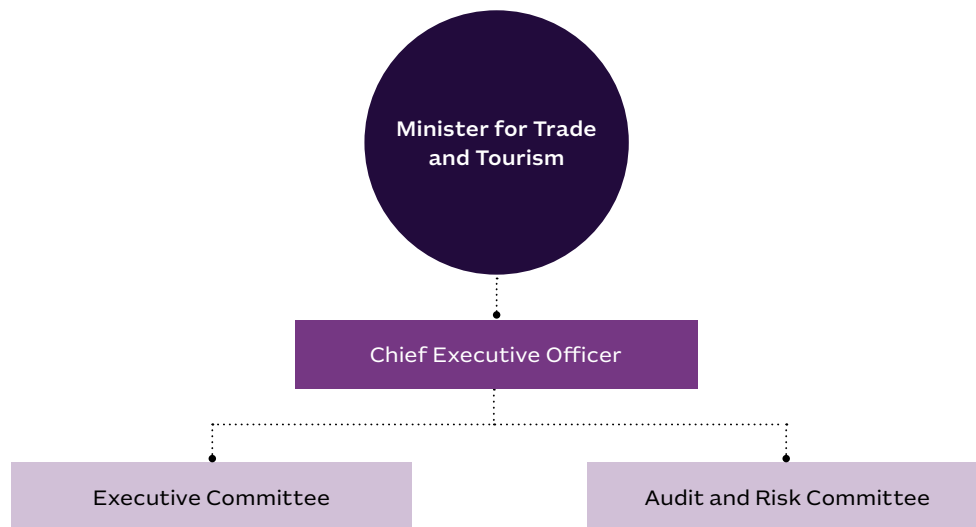 Minister for Trade
and Tourism
Chief Executive Officer
Executive Committee
Audit and Risk Committee